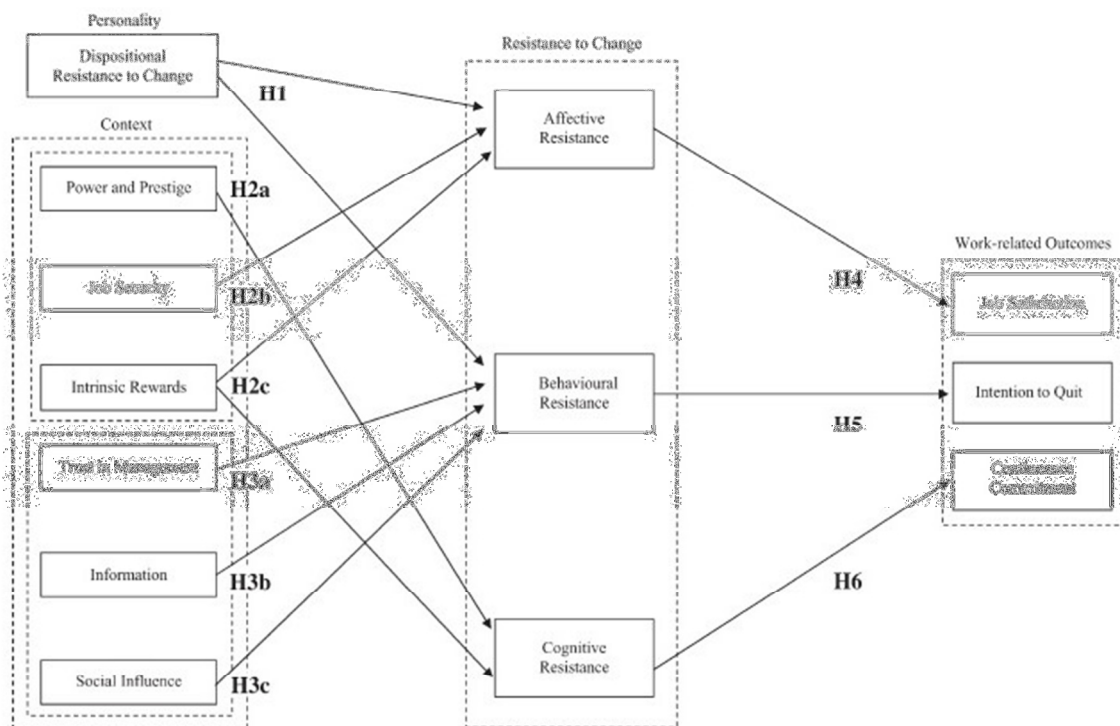 Personality
Dispositional
Resistance to Change
H1
Context
Power and Prestige
H2a
Job Security
H2b
Intrinsic Rewards
H2c
Trust in Management
H3a
Information
H3b
Social Influence
H3c
Resistance to Change
Affective
Resistance
Behavioural
Resistance
Cognitive
Resistance
H4
H5
H6
Work-related Outcomes
Job Satisfaction
Intention to Quit
Continuance
Commitment